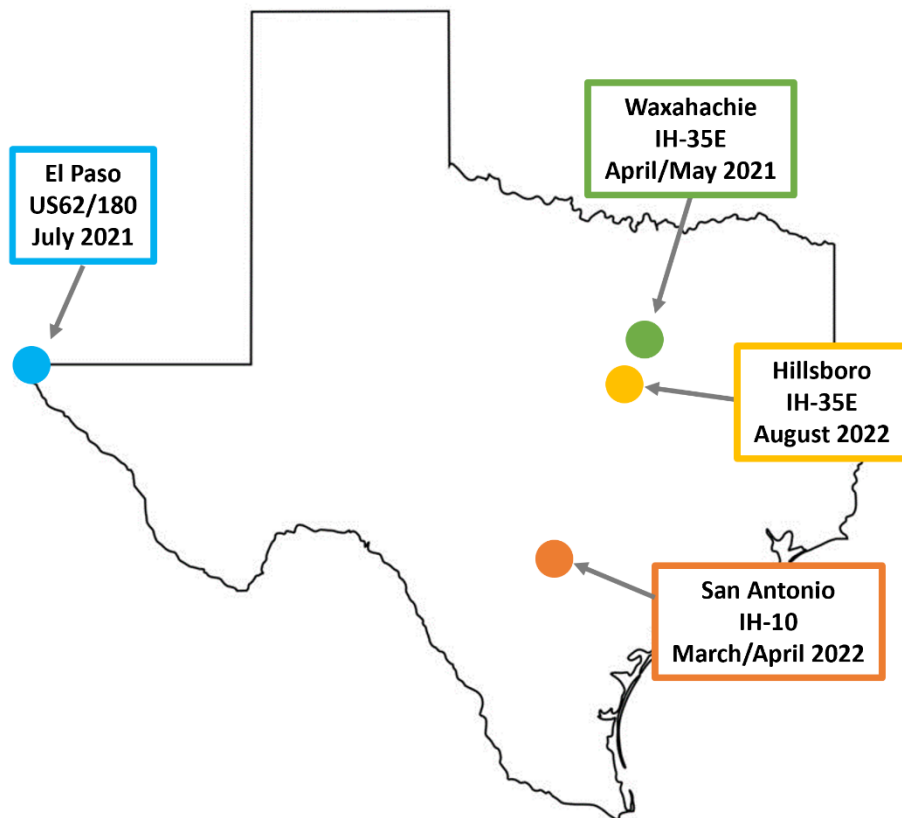 Waxahachie
IH-35E
April/May 2021
El Paso
US62/180
July 2021
Hillsboro
IH-35E
August 2022
San Antonio
IH-10
March/April 2022